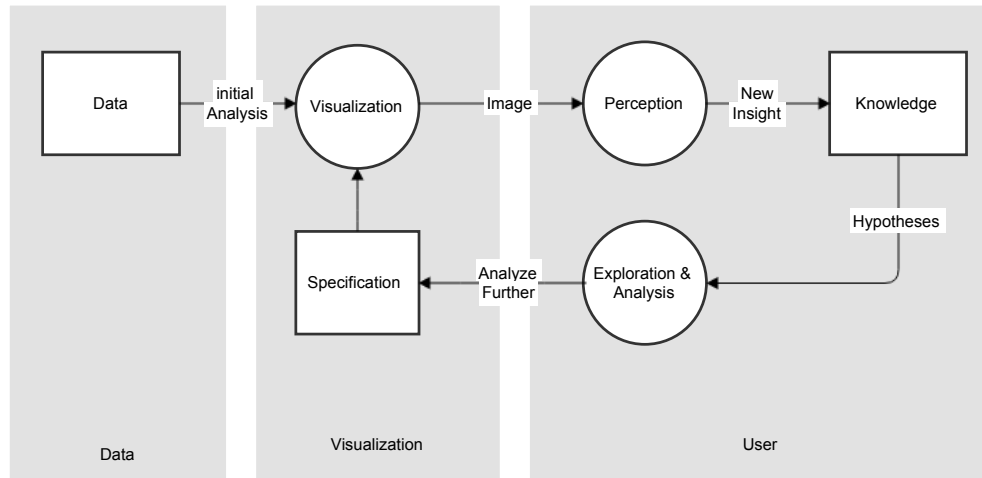 Data
initial
Analysis
Visualization
Image
Perception
New
Insight
Knowledge
Hypotheses
Specification
Analyze
Further
Exploration &
Analysis
Data
Visualization
User